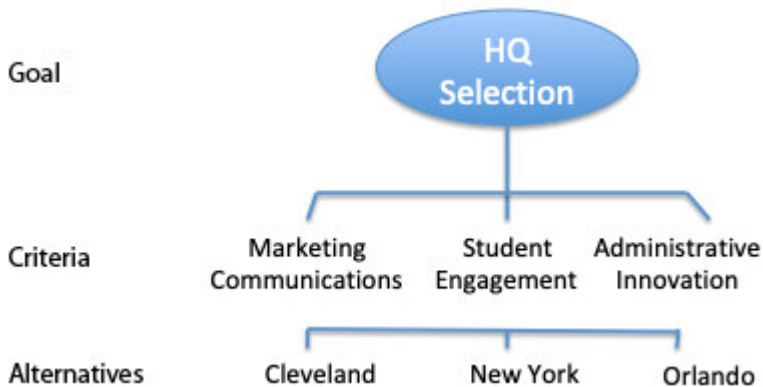 HQ
Selection
Goal
Criteria
Marketing
Communications
Student
Engagement
Administrative
Innovation
Alternatives
Cleveland
New York
Orlando